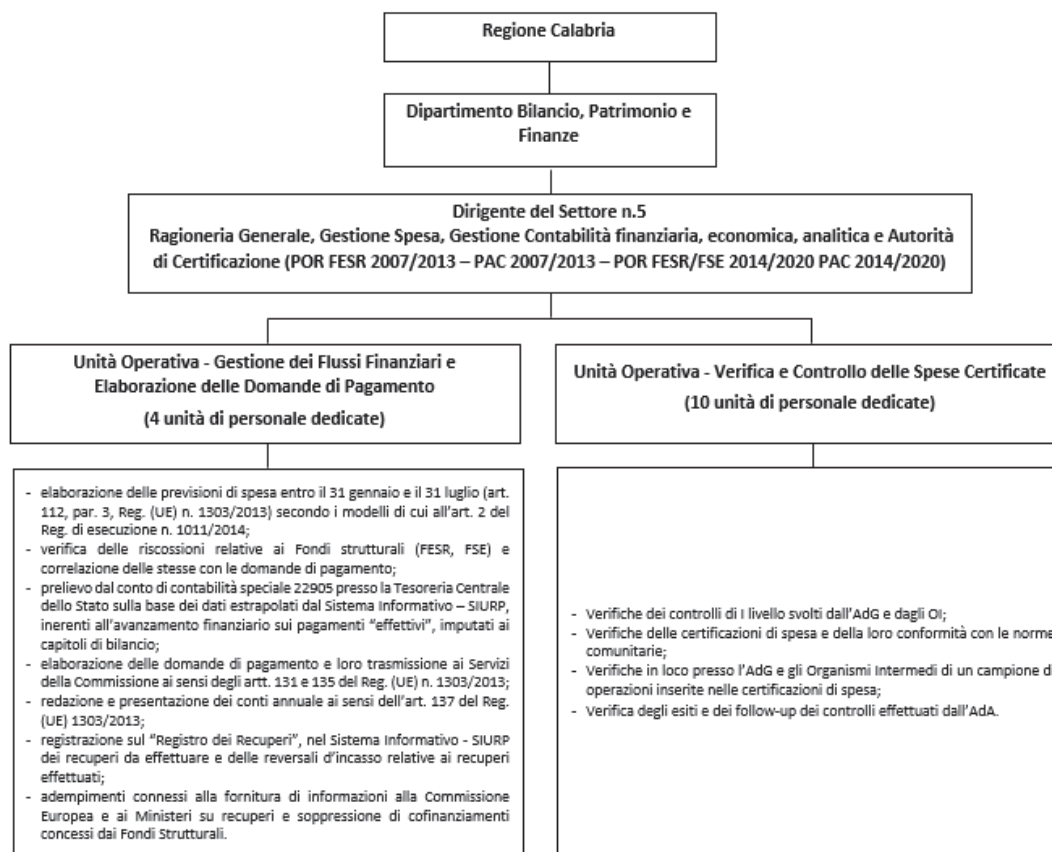 Regione Calabria
Dipartimento Bilancio, Patrimonio e
Finanze
Dirigente del Settore n.5
Ragioneria Generale, Gestione Spesa, Gestione Contabilità finanziaria, economica, analitica e Autorità
di Certificazione (POR FESR 2007/2013 – PAC 2007/2013 – POR FESR/FSE 2014/2020 PAC 2014/2020)
Unità Operativa - Gestione dei Flussi Finanziari e
Elaborazione delle Domande di Pagamento
(4 unità di personale dedicate)
Unità Operativa - Verifica e Controllo delle Spese Certificate
(10 unità di personale dedicate)
- elaborazione delle previsioni di spesa entro il 31 gennaio e il 31 luglio (art.
112, par. 3, Reg. (UE) n. 1303/2013) secondo i modelli di cui all'art. 2 del
Reg. di esecuzione n. 1011/2014;
- verifica delle riscossioni relative ai Fondi strutturali (FESR, FSE) e
correlazione delle stesse con le domande di pagamento;
- prelievo dal conto di contabilità speciale 22905 presso la Tesoreria Centrale
dello Stato sulla base dei dati estrapolati dal Sistema Informativo – SIURP,
inerenti all'avanzamento finanziario sui pagamenti "effettivi", imputati ai
capitoli di bilancio;
- elaborazione delle domande di pagamento e loro trasmissione ai Servizi
della Commissione ai sensi degli artt. 131 e 135 del Reg. (UE) n. 1303/2013;
- redazione e presentazione dei conti annuale ai sensi dell'art. 137 del Reg.
(UE) 1303/2013;
- registrazione sul "Registro dei Recuperi", nel Sistema Informativo - SIURP
dei recuperi da effettuare e delle reversali d'incasso relative ai recuperi
effettuati;
- adempimenti connessi alla fornitura di informazioni alla Commissione
Europea e ai Ministeri su recuperi e soppressione di cofinanziamenti
concessi dai Fondi Strutturali.
- Verifiche dei controlli di I livello svolti dall'AdG e dagli OI;
- Verifiche delle certificazioni di spesa e della loro conformità con le norme
comunitarie;
- Verifiche in loco presso l'AdG e gli Organismi Intermedi di un campione di
operazioni inserite nelle certificazioni di spesa;
- Verifica degli esiti e dei follow-up dei controlli effettuati dall'AdA.